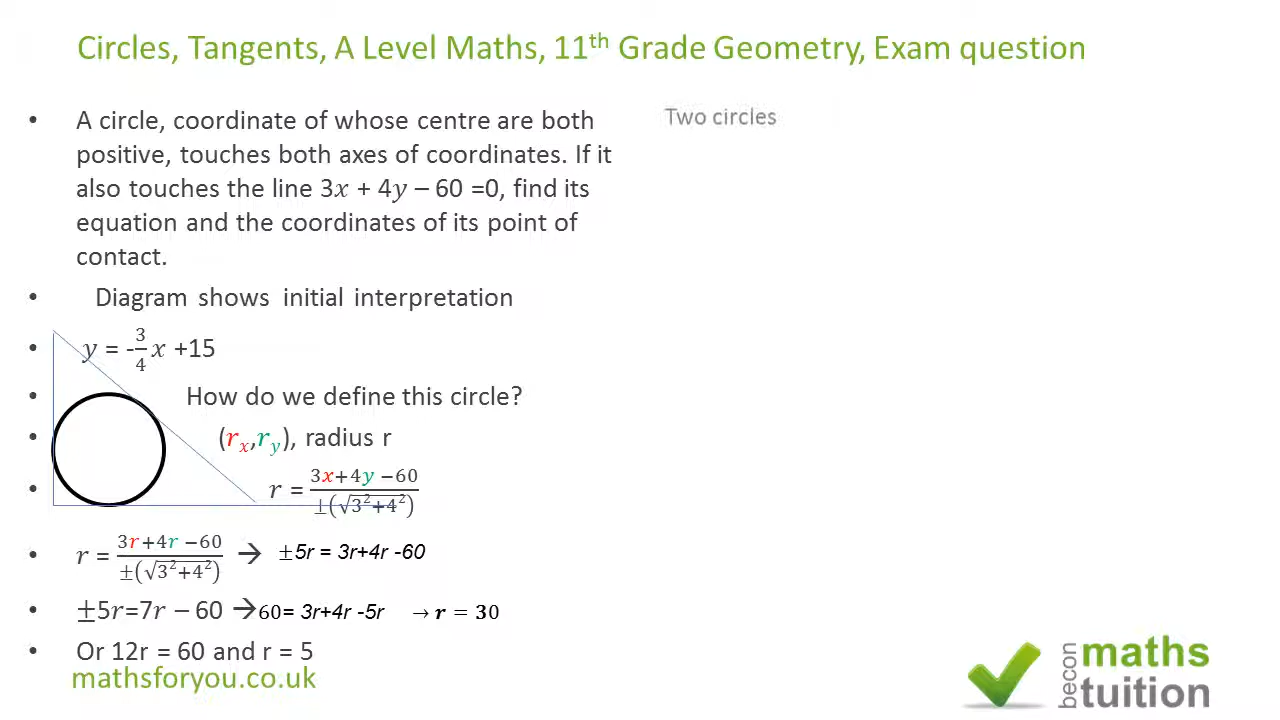 Circles, Tangents, A Level Maths, 11th Grade Geometry, Exam question
• A circle, coordinate of whose centre are both
positive, touches both axes of coordinates. If it
also touches the line 3x + 4y – 60 =0, find its
equation and the coordinates of its point of
contact.
• Diagram shows initial interpretation
• y = -3/4 x +15
• How do we define this circle?
• (rₓ,r_y), radius r
• r = (3x+4y −60)/(±(√3²+4²))
• r = (3r+4r −60)/(±(√3²+4²)) → ±5r = 3r+4r -60
• ±5r=7r – 60 →60= 3r+4r -5r → r = 30
• Or 12r = 60 and r = 5
mathsforyou.co.uk
Two circles
becon
maths
tuition